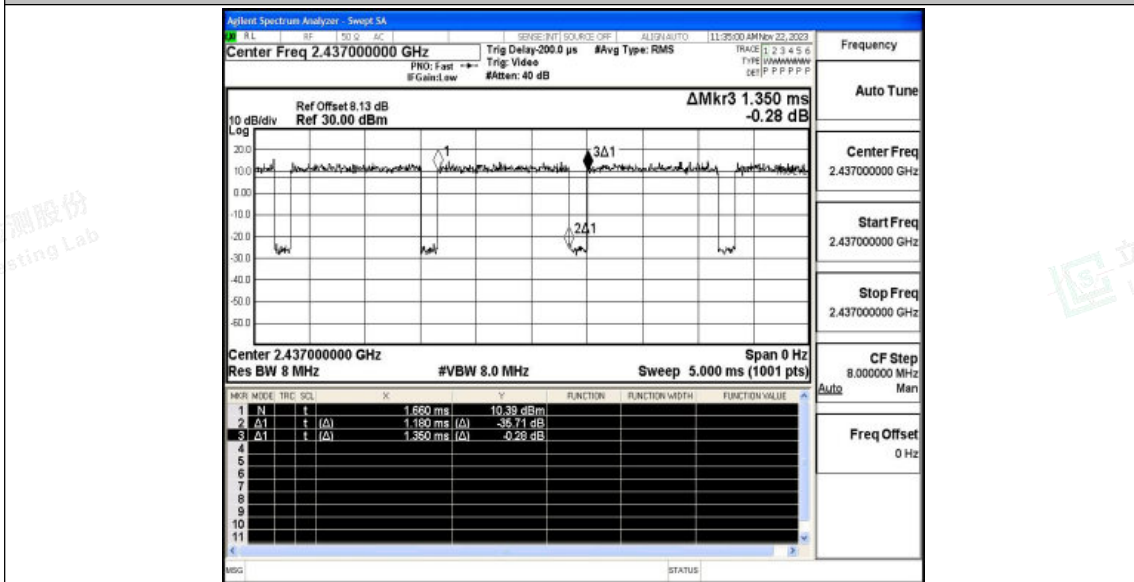 Agilent Spectrum Analyzer - Swept SA
RL RF 50 Ω AC SENSE:INT SOURCE OFF ALIGN AUTO 11:35:00 AM Nov 22, 2023
Center Freq 2.437000000 GHz
PNO: Fast
IFGain:Low
Trig Delay-200.0 µs #Avg Type: RMS
Trig: Video
#Atten: 40 dB
TRACE 1 2 3 4 5 6
TYPE
DET P P P P P P
Frequency
Auto Tune
Ref Offset 8.13 dB
10 dB/div Ref 30.00 dBm
Log
ΔMkr3 1.350 ms
-0.28 dB
20.0
10.0
0.00
-10.0
-20.0
-30.0
-40.0
-50.0
-60.0
1
3Δ1
2Δ1
Center Freq
2.437000000 GHz
Start Freq
2.437000000 GHz
Stop Freq
2.437000000 GHz
Center 2.437000000 GHz Span 0 Hz
Res BW 8 MHz #VBW 8.0 MHz Sweep 5.000 ms (1001 pts)
CF Step
8.000000 MHz
Auto Man
MKR MODE TRC SCL X Y FUNCTION FUNCTION WIDTH FUNCTION VALUE
1 N t 1.660 ms 10.39 dBm
2 Δ1 t (Δ) 1.180 ms (Δ) -35.71 dB
3 Δ1 t (Δ) 1.350 ms (Δ) -0.28 dB
4
5
6
7
8
9
10
11
Freq Offset
0 Hz
MSG STATUS
测股份
esting Lab